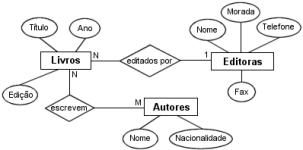 Morada
Título
Ano
Nome
Telefone
Livros
N
editados por
1
Editoras
N
Edição
Fax
escrevem
M
Autores
Nome
Nacionalidade